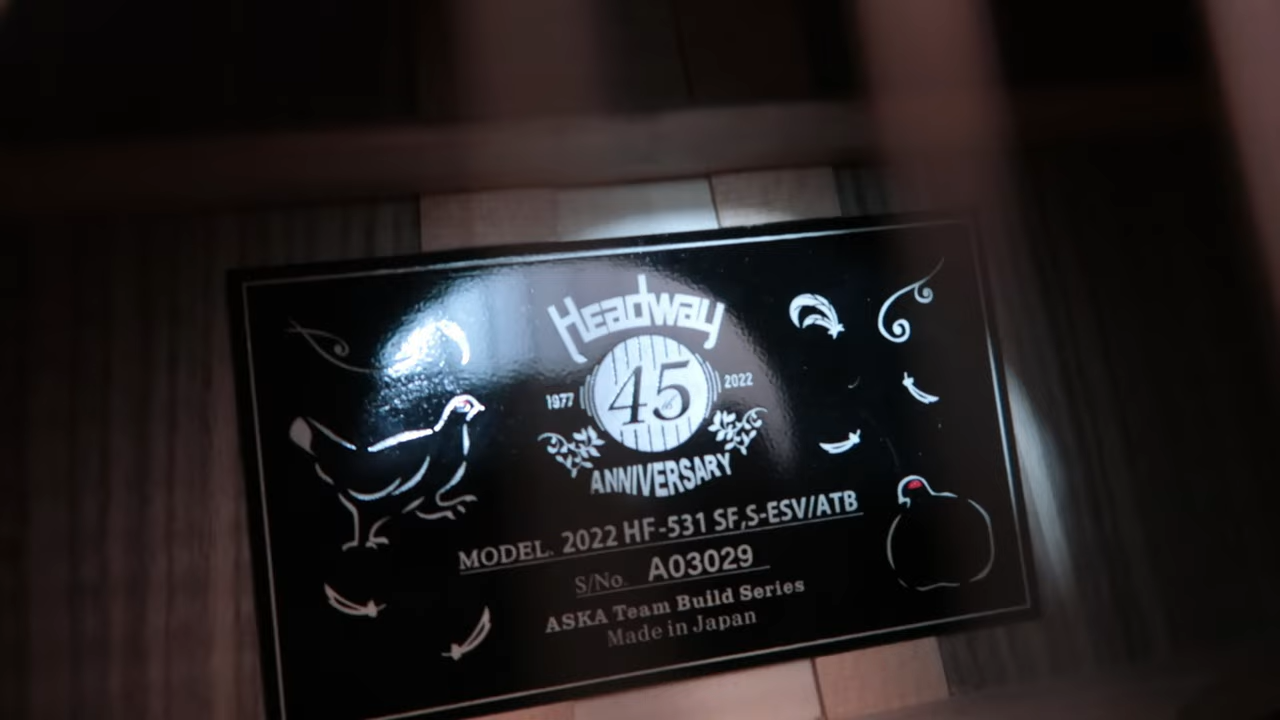 Headway
45
1977 2022
ANNIVERSARY
MODEL. 2022 HF-531 SF,S-ESV/ATB
S/No. A03029
ASKA Team Build Series
Made in Japan